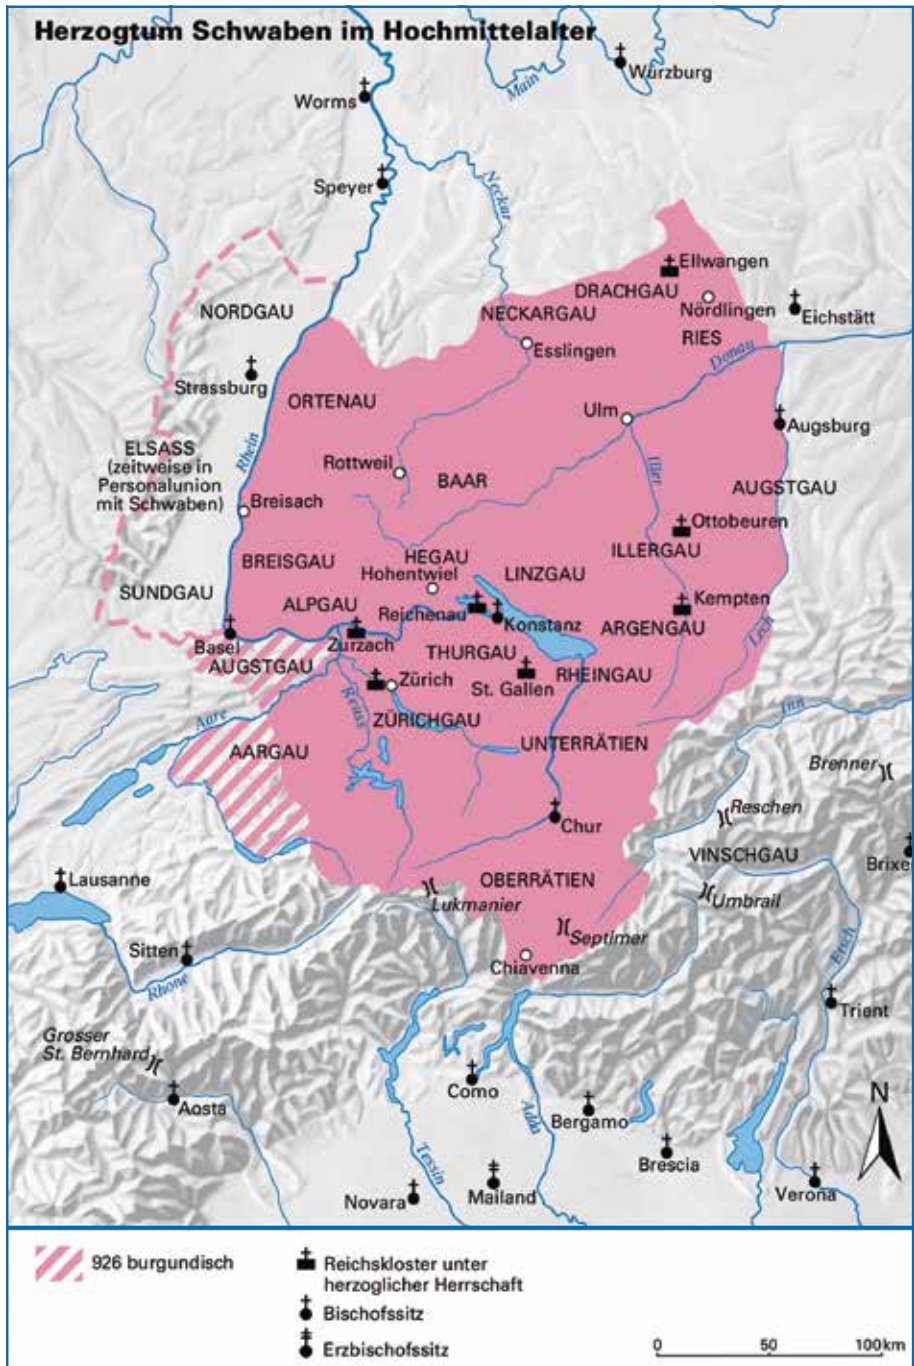 Herzogtum Schwaben im Hochmittelalter
Würzburg
Main
Worms
Speyer
Neckar
Ellwangen
DRACHGAU
Nördlingen
NORDGAU
NECKARGAU
Eichstätt
RIES
Esslingen
Donau
Strassburg
ORTENAU
Ulm
Augsburg
ELSASS
(zeitweise in
Personalunion
mit Schwaben)
Rhein
Rottweil
BAAR
Iller
AUGSTGAU
Breisach
Ottobeuren
ILLERGAU
BREISGAU
HEGAU
Hohentwiel
LINZGAU
SUNDGAU
ALPGAU
Reichenau
Konstanz
Kempten
ARGENGAU
Basel
Zurzach
THURGAU
Lech
AUGSTGAU
Zürich
St. Gallen
RHEINGAU
Reuss
Aare
ZÜRICHGAU
Inn
AARGAU
UNTERRÄTIEN
Brenner
Reschen
Chur
VINSCHGAU
Brixe
Lausanne
OBERRÄTIEN
Lukmanier
Umbrail
Septimer
Sitten
Chiavenna
Etsch
Rhone
Trient
Grosser
St. Bernhard
Como
Aosta
Adda
Bergamo
Tessin
Brescia
Novara
Mailand
Verona
N
926 burgundisch
Reichskloster unter
herzoglicher Herrschaft
Bischofssitz
Erzbischofssitz
0 50 100km